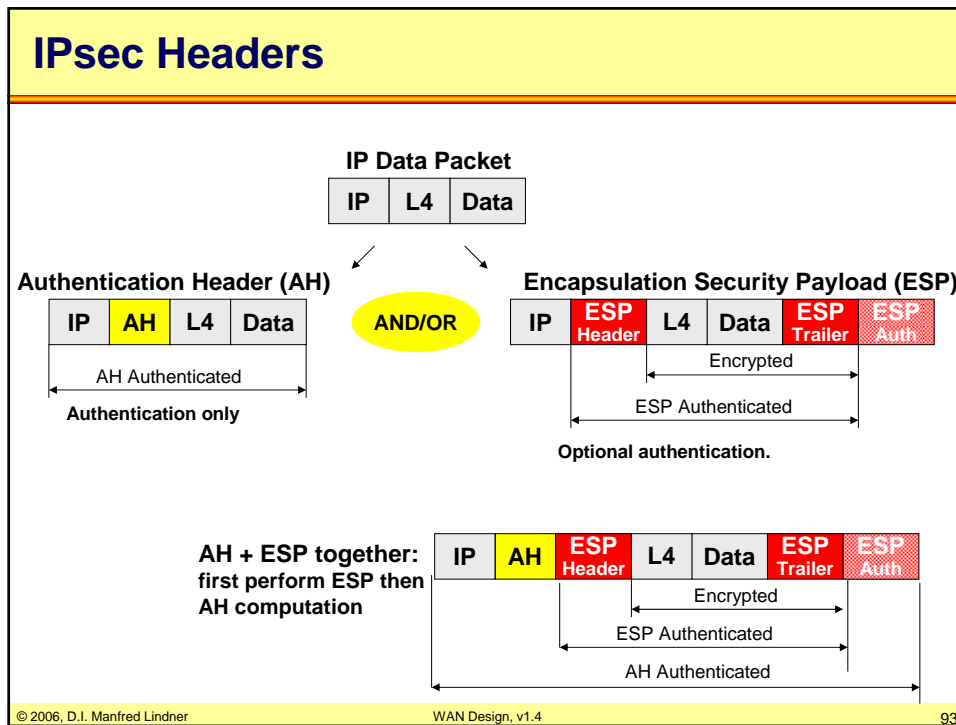 IPsec Headers
IP Data Packet
IP L4 Data
Authentication Header (AH)
IP AH L4 Data
AH Authenticated
Authentication only
AND/OR
Encapsulation Security Payload (ESP)
IP ESP Header L4 Data ESP Trailer ESP Auth
Encrypted
ESP Authenticated
Optional authentication.
AH + ESP together:
first perform ESP then
AH computation
IP AH ESP Header L4 Data ESP Trailer ESP Auth
Encrypted
ESP Authenticated
AH Authenticated
© 2006, D.I. Manfred Lindner
WAN Design, v1.4
93